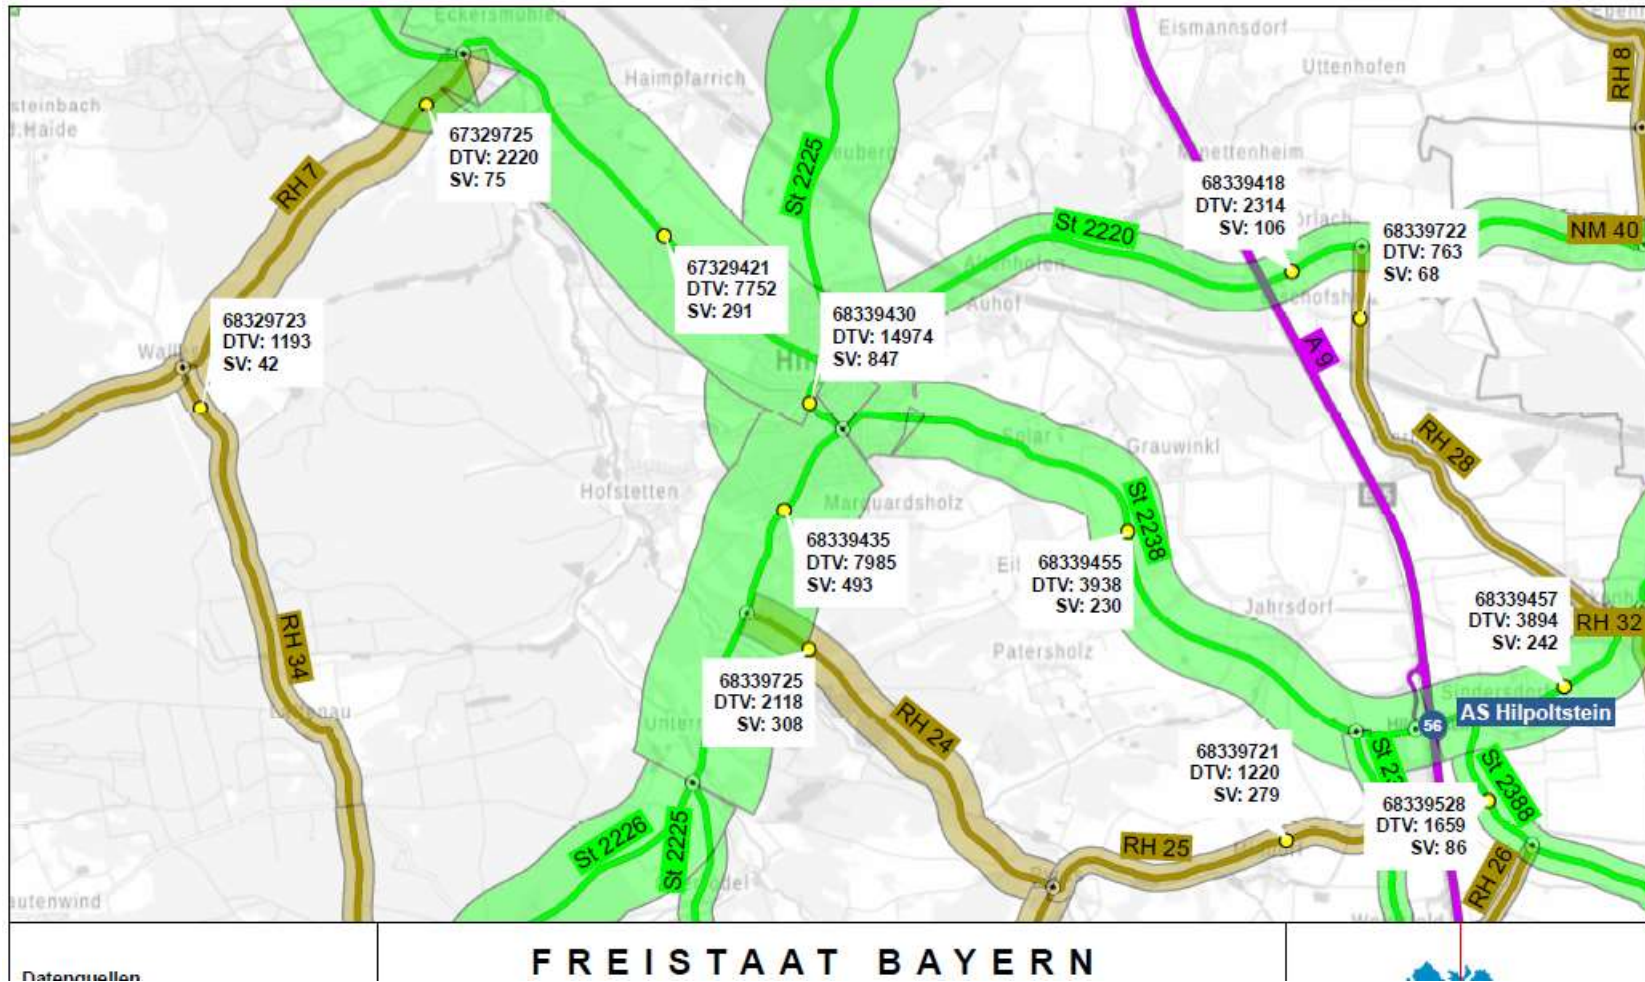 Eckersmühlen
Eismannsdorf
Haimpfarrich
Uttenhofen
RH 8
steinbach
d.Haide
67329725
DTV: 2220
SV: 75
RH 7
St 2225
68339418
DTV: 2314
SV: 106
St 2220
68339722
DTV: 763
SV: 68
NM 40
67329421
DTV: 7752
SV: 291
Altenhofen
Auhof
68339430
DTV: 14974
SV: 847
68329723
DTV: 1193
SV: 42
A 9
Solar
Grauwinkl
RH 28
Hofstetten
Marquardsholz
St 2238
68339435
DTV: 7985
SV: 493
68339455
DTV: 3938
SV: 230
Jahrsdorf
68339457
DTV: 3894
SV: 242
RH 32
RH 34
Patersholz
68339725
DTV: 2118
SV: 308
Sindersdorf
AS Hilpoltstein
56
RH 24
68339721
DTV: 1220
SV: 279
St 2388
68339528
DTV: 1659
SV: 86
St 2226
St 2225
RH 25
RH 26
autenwind
FREISTAAT BAYERN
Datenquellen